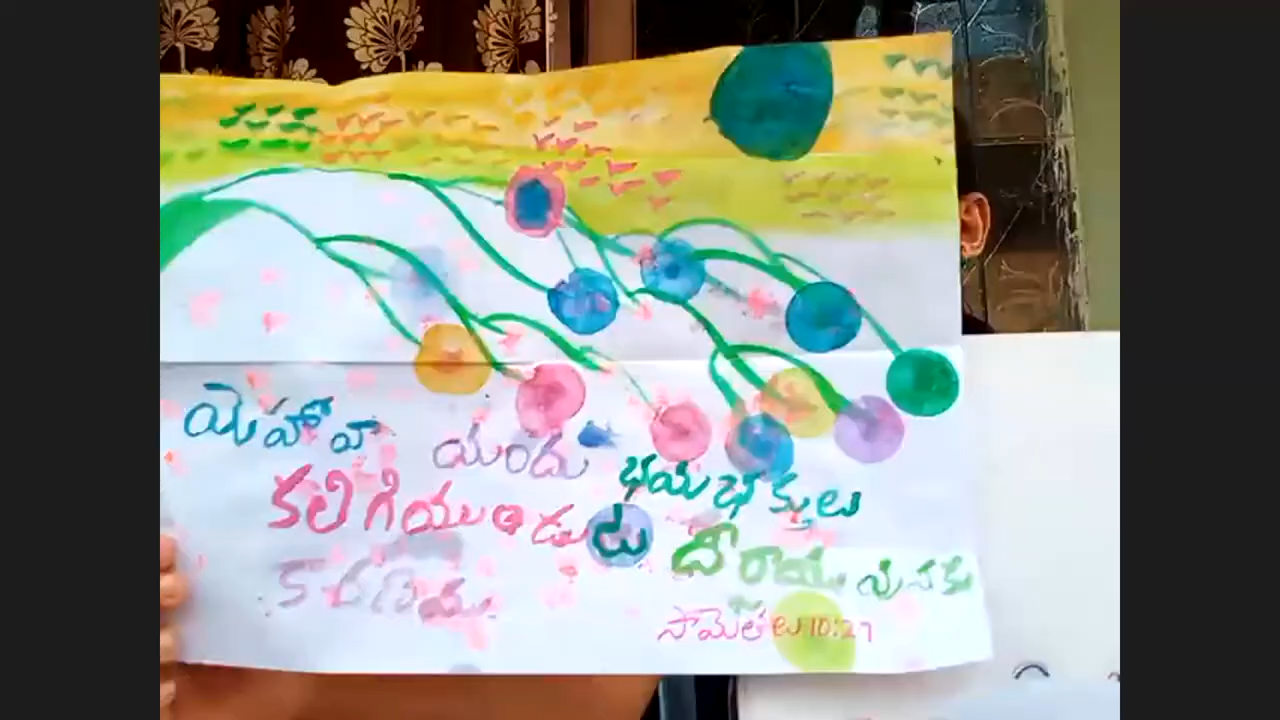 యెహోవా యందు భయభక్తులు
కలిగియుండుట దీర్ఘాయువునకు
కారణము
సామెతలు 10:27